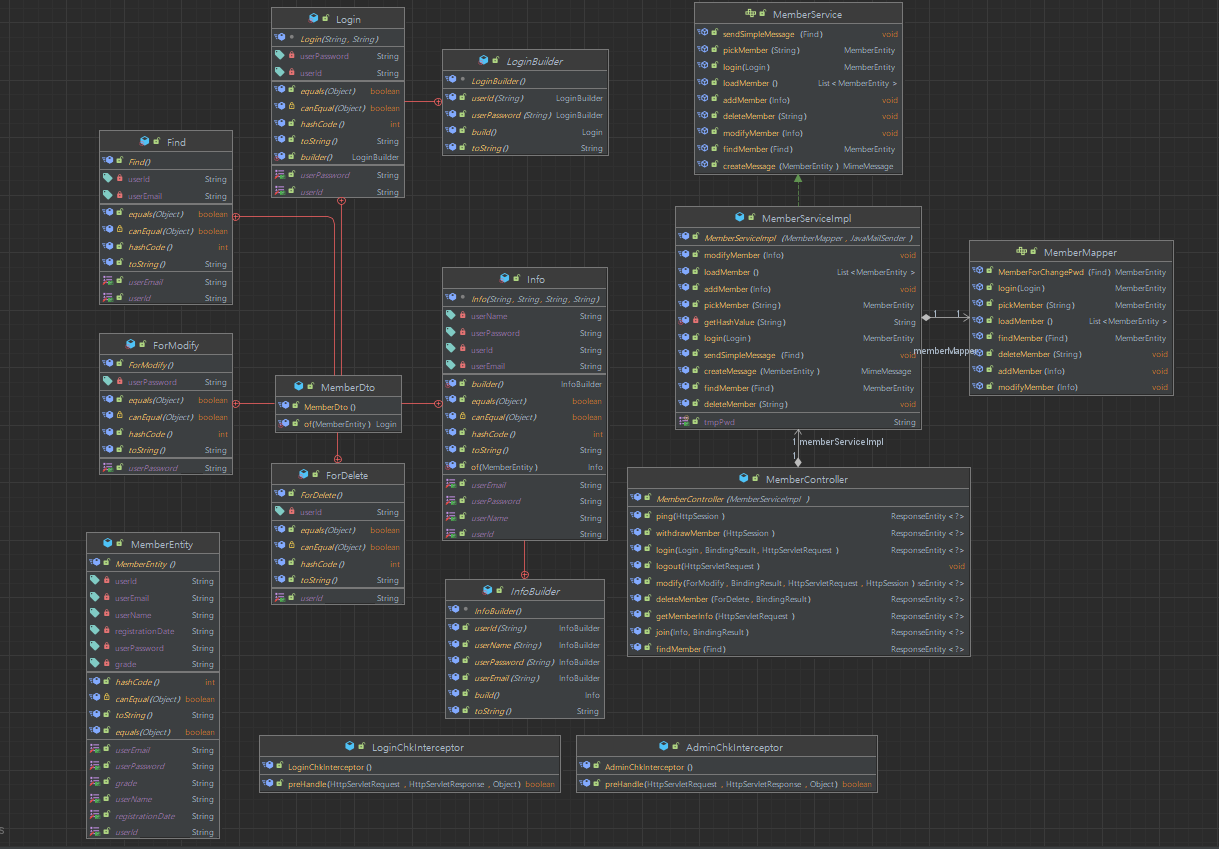 Login
Login(String, String)
userPassword String
userId String
equals(Object) boolean
canEqual(Object) boolean
hashCode() int
toString() String
builder() LoginBuilder
userPassword String
userId String
LoginBuilder
LoginBuilder()
userId(String) LoginBuilder
userPassword(String) LoginBuilder
build() Login
toString() String
MemberService
sendSimpleMessage (Find) void
pickMember (String) MemberEntity
login(Login) MemberEntity
loadMember () List<MemberEntity>
addMember (Info) void
deleteMember (String) void
modifyMember (Info) void
findMember (Find) MemberEntity
createMessage (MemberEntity) MimeMessage
Find
Find()
userId String
userEmail String
equals(Object) boolean
canEqual(Object) boolean
hashCode() int
toString() String
userEmail String
userId String
MemberServiceImpl
MemberServiceImpl (MemberMapper, JavaMailSender)
modifyMember (Info) void
loadMember () List<MemberEntity>
addMember (Info) void
pickMember (String) MemberEntity
getHashValue (String) String
login(Login) MemberEntity
sendSimpleMessage (Find) void
createMessage (MemberEntity) MimeMessage
findMember (Find) MemberEntity
deleteMember (String) void
tmpPwd String
1 1
memberMapper
MemberMapper
MemberForChangePwd (Find) MemberEntity
login(Login) MemberEntity
pickMember (String) MemberEntity
loadMember () List<MemberEntity>
findMember (Find) MemberEntity
deleteMember (String) void
addMember (Info) void
modifyMember (Info) void
Info
Info(String, String, String, String)
userName String
userPassword String
userId String
userEmail String
builder() InfoBuilder
equals(Object) boolean
canEqual(Object) boolean
hashCode() int
toString() String
of(MemberEntity) Info
userEmail String
userPassword String
userName String
userId String
ForModify
ForModify()
userPassword String
equals(Object) boolean
canEqual(Object) boolean
hashCode() int
toString() String
userPassword String
MemberDto
MemberDto ()
of(MemberEntity) Login
1 memberServiceImpl
1
ForDelete
ForDelete()
userId String
equals(Object) boolean
canEqual(Object) boolean
hashCode() int
toString() String
userId String
MemberController
MemberController (MemberServiceImpl)
ping(HttpSession) ResponseEntity<?>
withdrawMember (HttpSession) ResponseEntity<?>
login(Login, BindingResult, HttpServletRequest) ResponseEntity<?>
logout(HttpServletRequest) void
modify(ForModify, BindingResult, HttpServletRequest, HttpSession) seEntity<?>
deleteMember (ForDelete, BindingResult) ResponseEntity<?>
getMemberInfo (HttpServletRequest) ResponseEntity<?>
join(Info, BindingResult) ResponseEntity<?>
findMember (Find) ResponseEntity<?>
MemberEntity
MemberEntity ()
userId String
userEmail String
userName String
registrationDate String
userPassword String
grade String
hashCode() int
canEqual(Object) boolean
toString() String
equals(Object) boolean
userEmail String
userPassword String
grade String
userName String
registrationDate String
userId String
InfoBuilder
InfoBuilder()
userId(String) InfoBuilder
userName (String) InfoBuilder
userPassword (String) InfoBuilder
userEmail (String) InfoBuilder
build() Info
toString() String
LoginChkInterceptor
LoginChkInterceptor ()
preHandle(HttpServletRequest, HttpServletResponse, Object) boolean
AdminChkInterceptor
AdminChkInterceptor ()
preHandle(HttpServletRequest, HttpServletResponse, Object) boolean
s